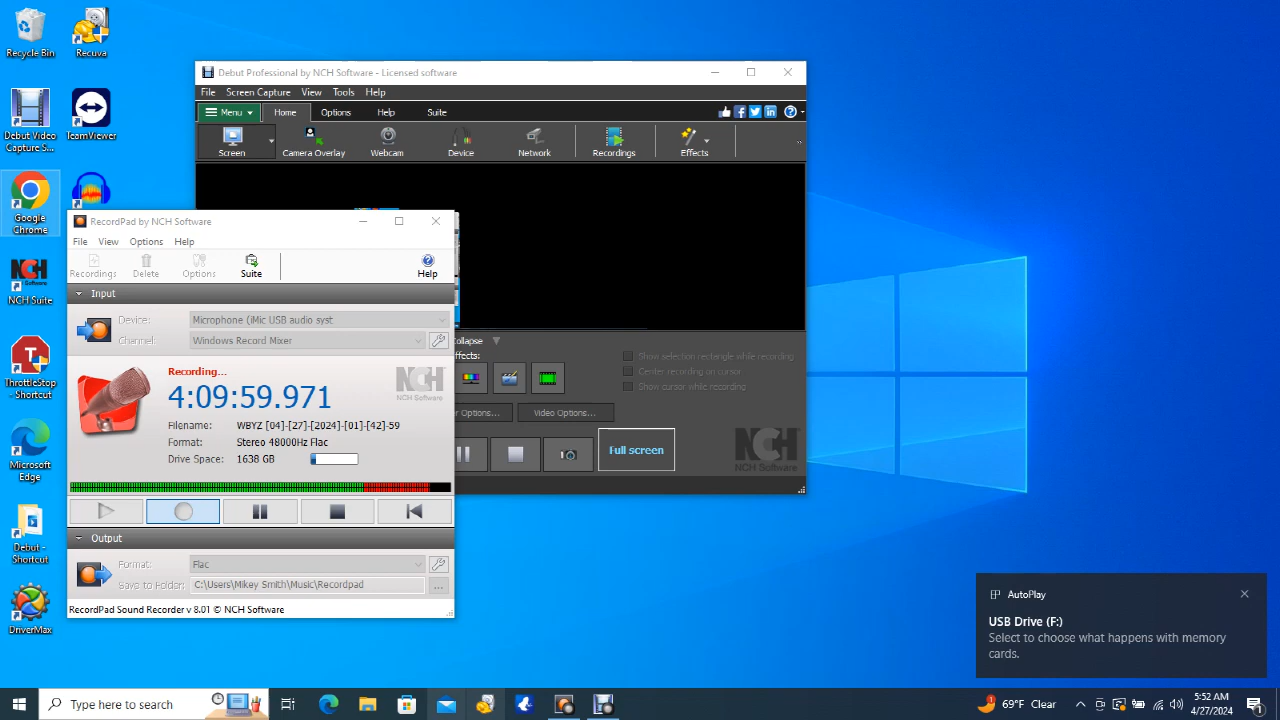 Recycle Bin
Recuva
Debut Video
Capture S...
TeamViewer
Google
Chrome
NCH
NCH Suite
ThrottleStop
- Shortcut
Microsoft
Edge
Debut -
Shortcut
DriverMax
Debut Professional by NCH Software - Licensed software
File Screen Capture View Tools Help
Menu Home Options Help Suite
Screen Camera Overlay Webcam Device Network Recordings Effects
RecordPad by NCH Software
File View Options Help
Recordings Delete Options Suite Help
Input
Device: Microphone (iMic USB audio syst
Channel: Windows Record Mixer
Recording...
4:09:59.971
NCH
NCH Software
Filename: WBYZ [04]-[27]-[2024]-[01]-[42]-59
Format: Stereo 48000Hz Flac
Drive Space: 1638 GB
Output
Format: Flac
Save to Folder: C:\Users\Mikey Smith\Music\Recordpad ...
RecordPad Sound Recorder v 8.01 © NCH Software
Show selection rectangle while recording
Center recording on cursor
Show cursor while recording
Video Options...
Full screen
NCH
NCH Software
AutoPlay
USB Drive (F:)
Select to choose what happens with memory
cards.
Type here to search
69°F Clear
5:52 AM
4/27/2024
1